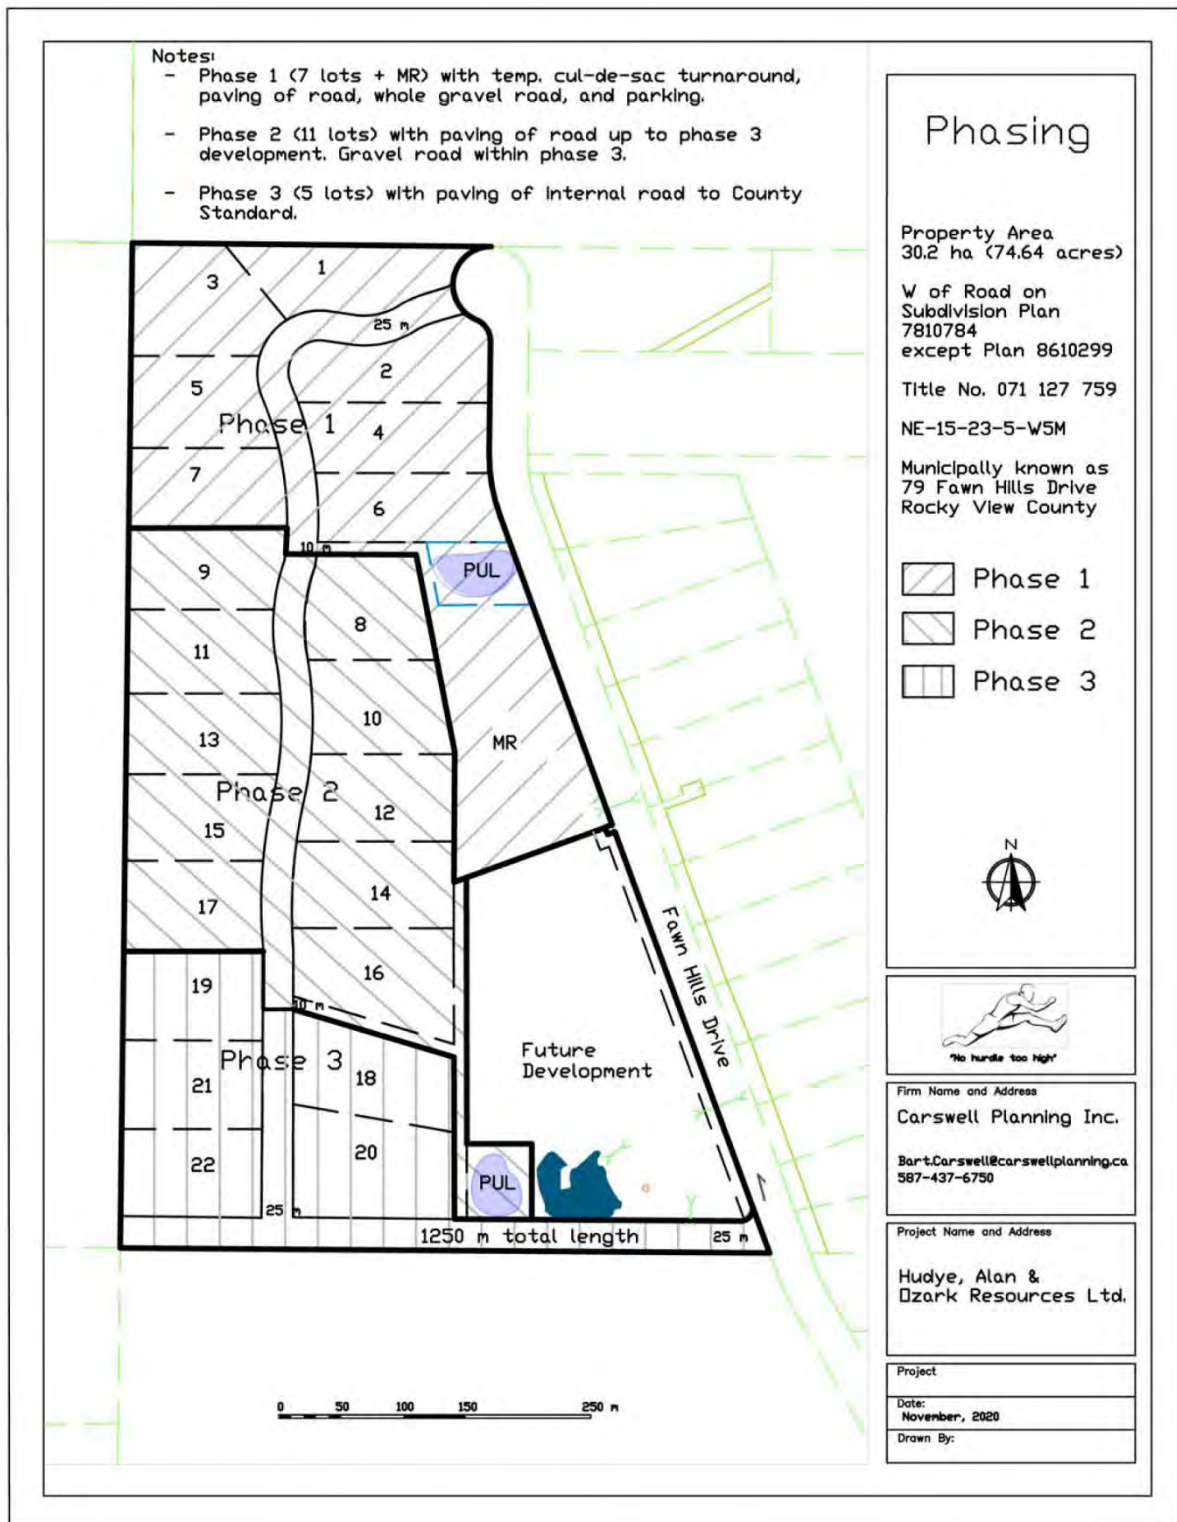 Notes:
- Phase 1 (7 lots + MR) with temp. cul-de-sac turnaround,
paving of road, whole gravel road, and parking.
- Phase 2 (11 lots) with paving of road up to phase 3
development. Gravel road within phase 3.
- Phase 3 (5 lots) with paving of internal road to County
Standard.
3
1
25 m
2
5
Phase 1
4
7
6
10 m
PUL
9
8
11
10
13
MR
Phase 2
12
15
14
17
16
19
10 m
Phase 3
18
21
20
22
25 m
PUL
Future
Development
Fawn Hills Drive
1250 m total length
25 m
0 50 100 150 250 m
Phasing
Property Area
30.2 ha (74.64 acres)
W of Road on
Subdivision Plan
7810784
except Plan 8610299
Title No. 071 127 759
NE-15-23-5-W5M
Municipally known as
79 Fawn Hills Drive
Rocky View County
Phase 1
Phase 2
Phase 3
N
"No hurdle too high"
Firm Name and Address
Carswell Planning Inc.
Bart.Carswell@carswellplanning.ca
587-437-6750
Project Name and Address
Hudye, Alan &
Ozark Resources Ltd.
Project
Date:
November, 2020
Drawn By: